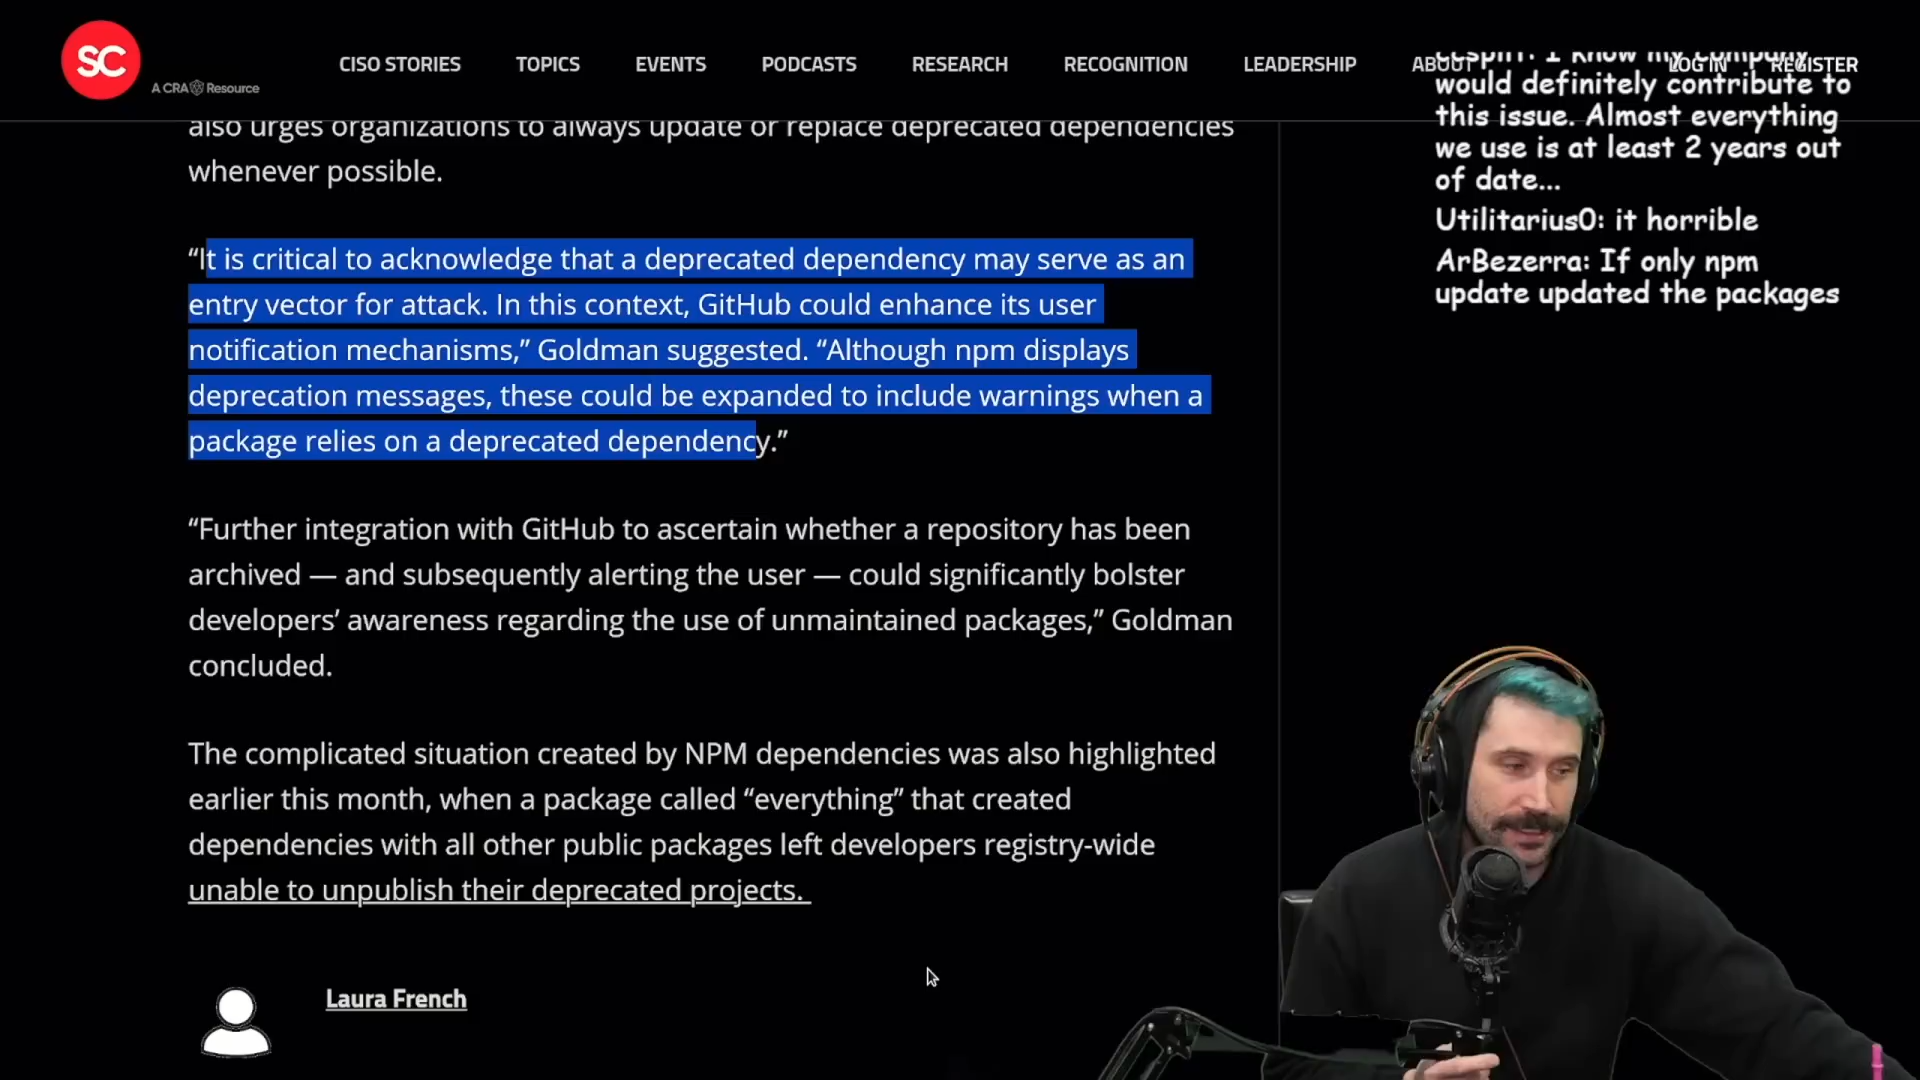 SC
A CRA Resource
CISO STORIES
TOPICS
EVENTS
PODCASTS
RESEARCH
RECOGNITION
LEADERSHIP
ABOUT
LOG IN
REGISTER
also urges organizations to always update or replace deprecated dependencies
whenever possible.
“It is critical to acknowledge that a deprecated dependency may serve as an
entry vector for attack. In this context, GitHub could enhance its user
notification mechanisms,” Goldman suggested. “Although npm displays
deprecation messages, these could be expanded to include warnings when a
package relies on a deprecated dependency.”
“Further integration with GitHub to ascertain whether a repository has been
archived — and subsequently alerting the user — could significantly bolster
developers’ awareness regarding the use of unmaintained packages,” Goldman
concluded.
The complicated situation created by NPM dependencies was also highlighted
earlier this month, when a package called “everything” that created
dependencies with all other public packages left developers registry-wide
unable to unpublish their deprecated projects.
Laura French
I know my company
would definitely contribute to
this issue. Almost everything
we use is at least 2 years out
of date...
Utilitarius0: it horrible
ArBezerra: If only npm
update updated the packages